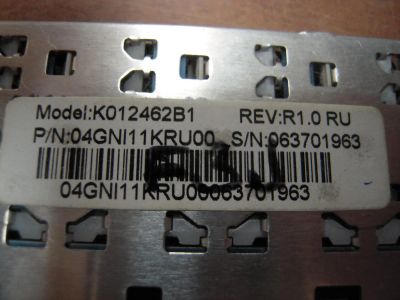 Model:K012462B1 REV:R1.0 RU
P/N:04GNI11KRU00 S/N:063701963
04GNI11KRU00063701963